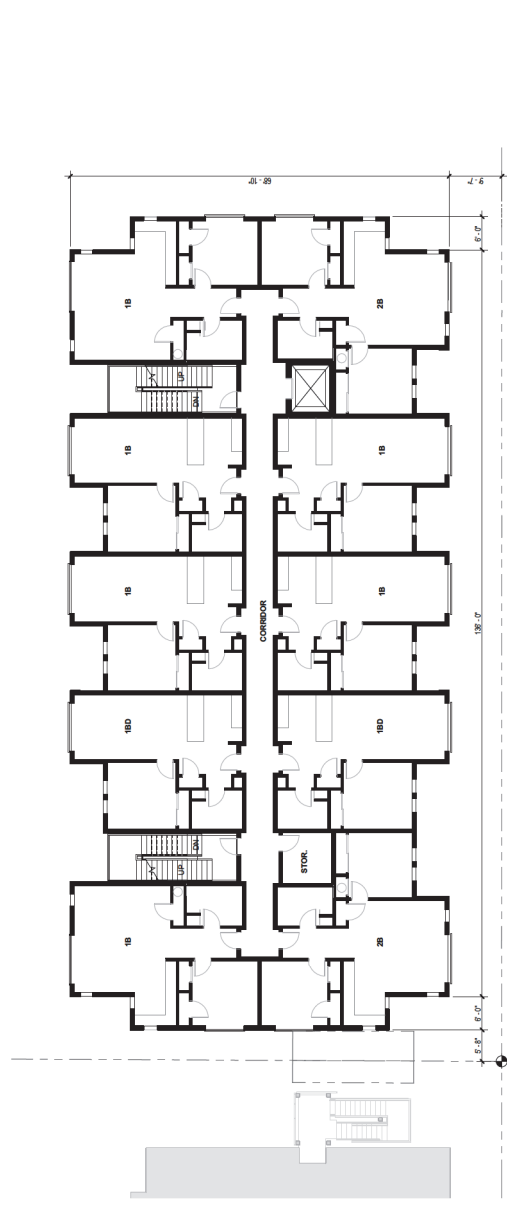 68' - 10"
9' - 7"
6' - 0"
1B
2B
UP
DN
1B
1B
1B
1B
CORRIDOR
136' - 0"
1BD
1BD
DN
UP
STOR.
1B
2B
6' - 0"
5' - 8"